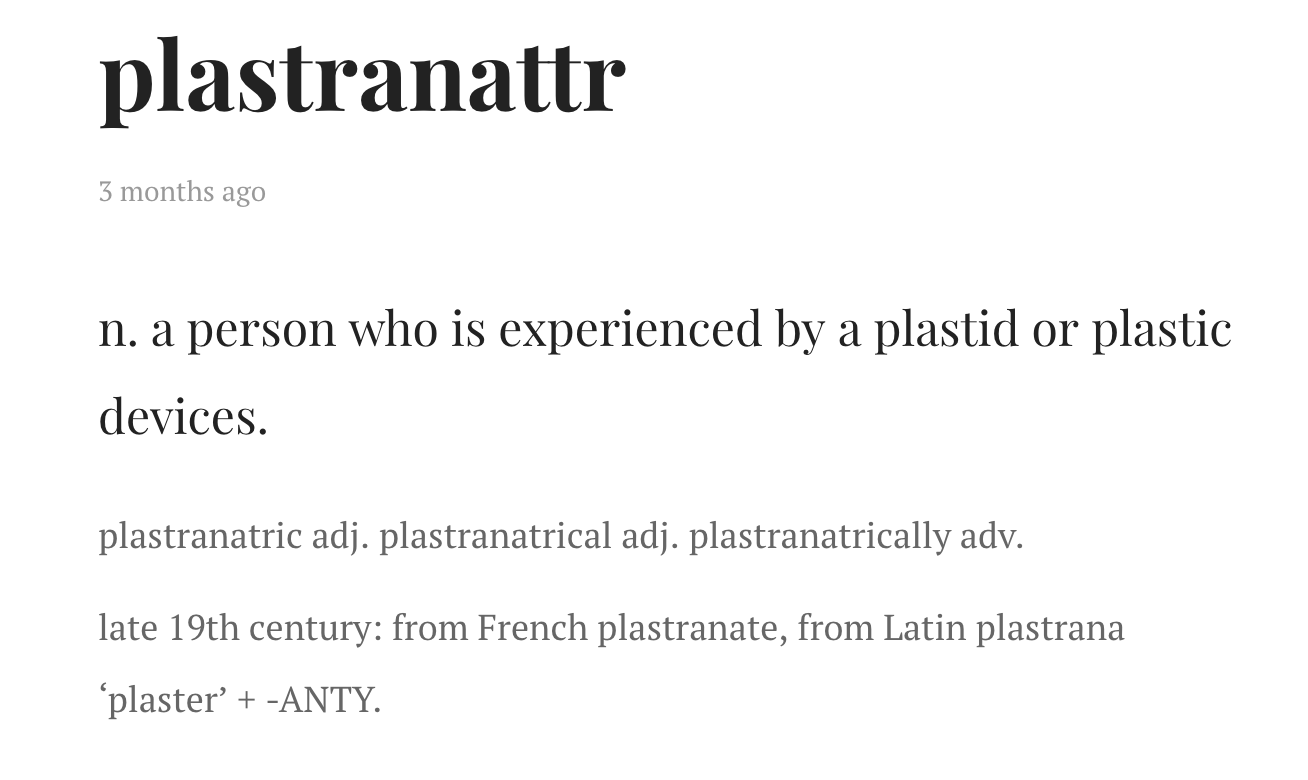 plastranattr
3 months ago
n. a person who is experienced by a plastid or plastic
devices.
plastranatric adj. plastranatrical adj. plastranatrically adv.
late 19th century: from French plastranate, from Latin plastrana
‘plaster’ + -ANTY.